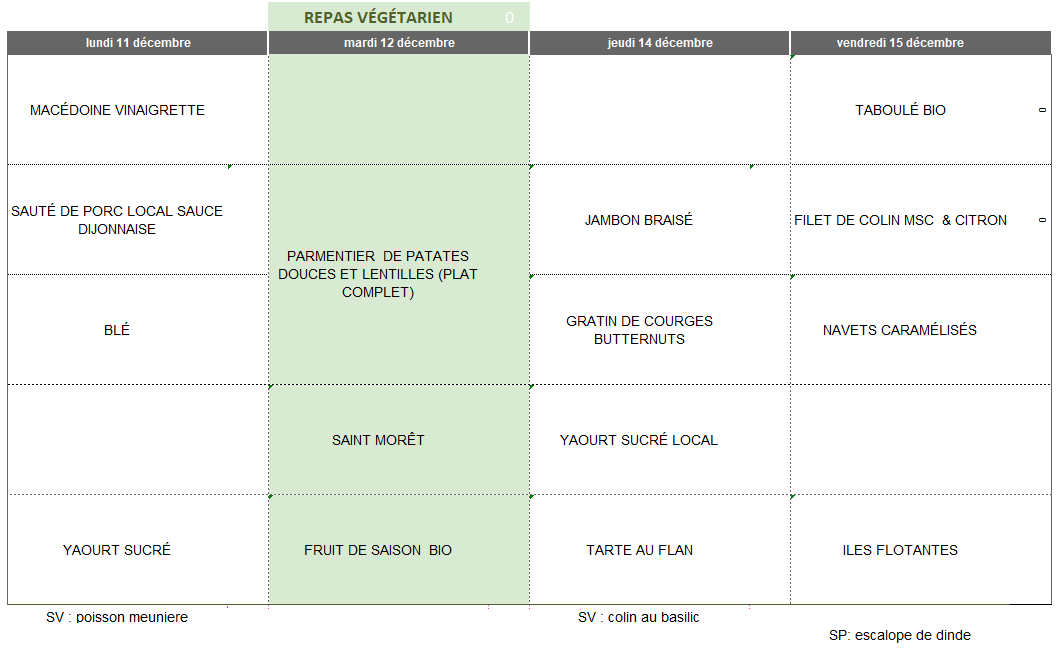 REPAS VÉGÉTARIEN 0
lundi 11 décembre
mardi 12 décembre
jeudi 14 décembre
vendredi 15 décembre
MACÉDOINE VINAIGRETTE
TABOULÉ BIO
0
SAUTÉ DE PORC LOCAL SAUCE
DIJONNAISE
PARMENTIER DE PATATES
DOUCES ET LENTILLES (PLAT
COMPLET)
JAMBON BRAISÉ
FILET DE COLIN MSC & CITRON
0
BLÉ
GRATIN DE COURGES
BUTTERNUTS
NAVETS CARAMÉLISÉS
SAINT MORÊT
YAOURT SUCRÉ LOCAL
YAOURT SUCRÉ
FRUIT DE SAISON BIO
TARTE AU FLAN
ILES FLOTANTES
SV : poisson meuniere
SV : colin au basilic
SP: escalope de dinde